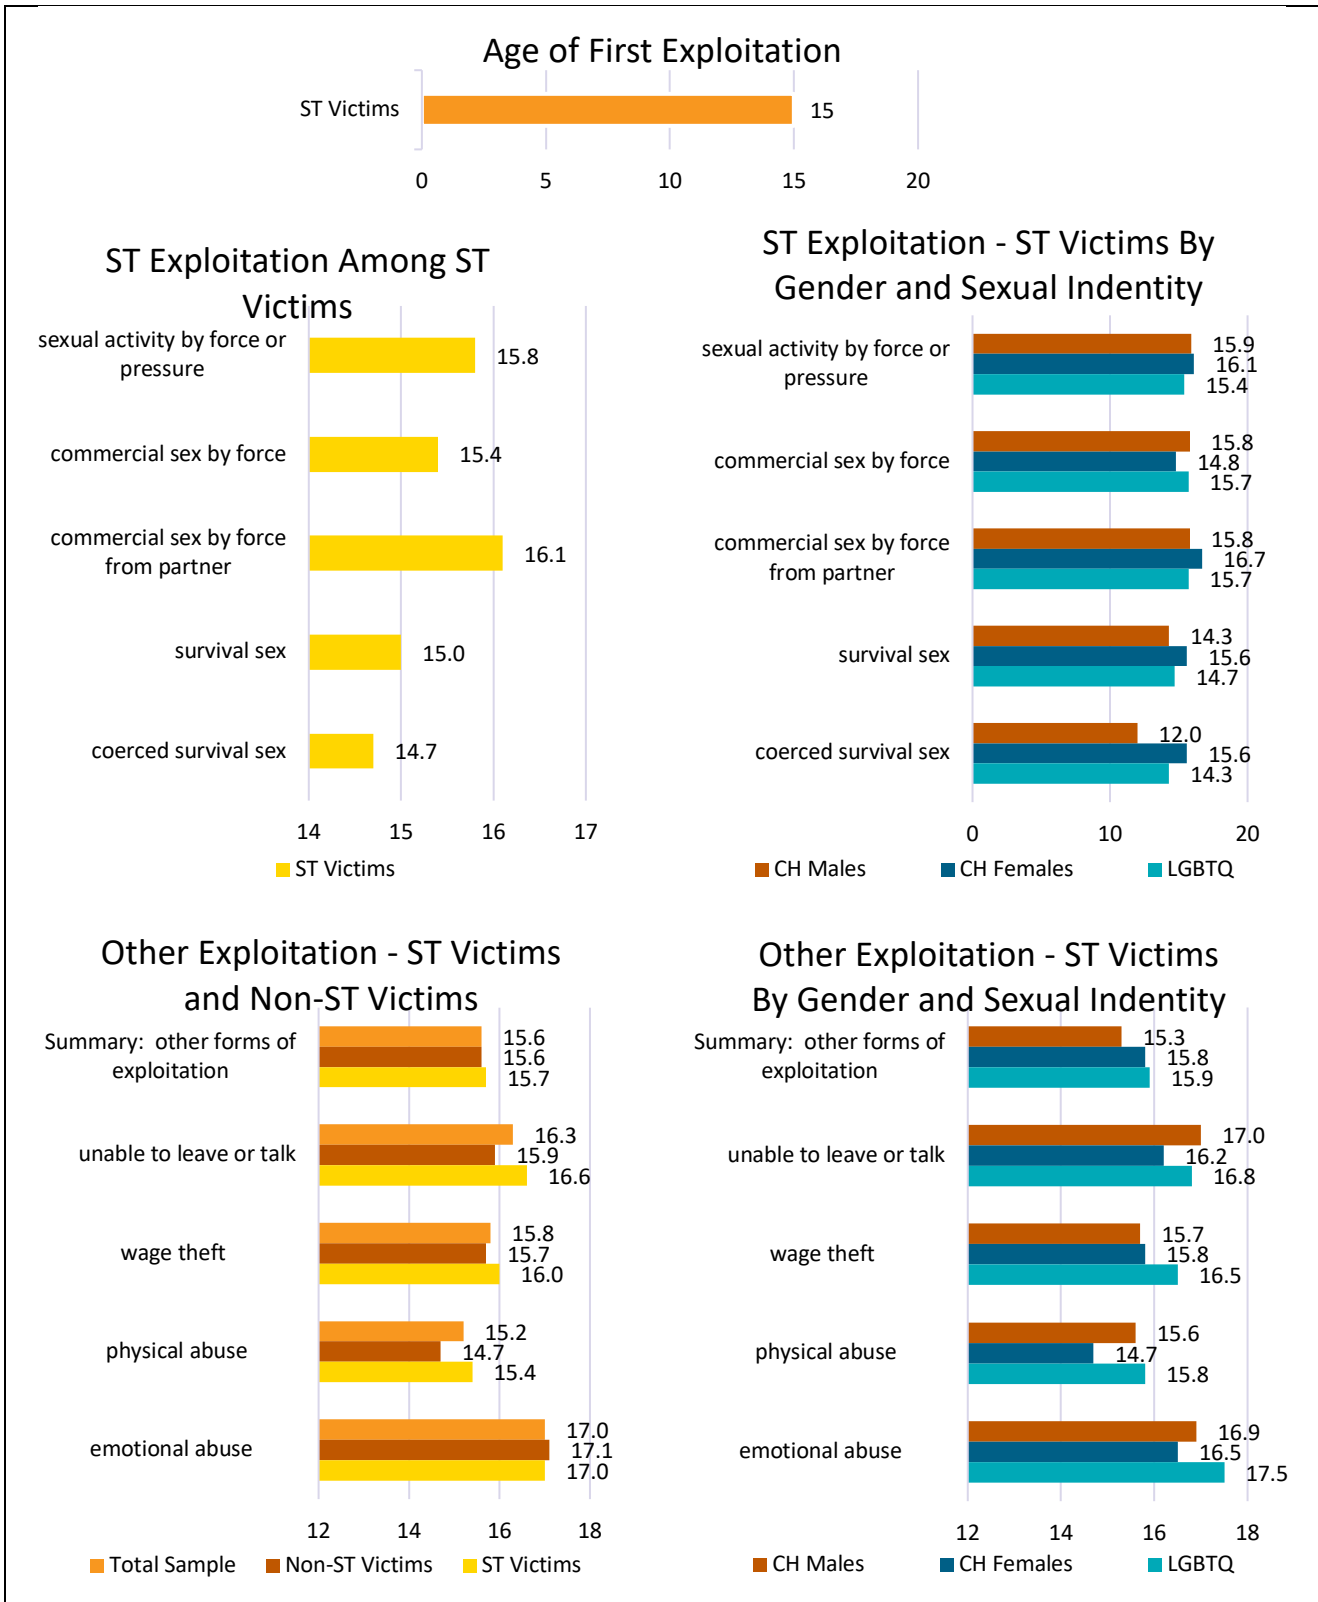 Age of First Exploitation
ST Victims
15
0 5 10 15 20
ST Exploitation Among ST
Victims
sexual activity by force or
pressure
15.8
commercial sex by force
15.4
commercial sex by force
from partner
16.1
survival sex
15.0
coerced survival sex
14.7
14 15 16 17
ST Victims
ST Exploitation - ST Victims By
Gender and Sexual Indentity
sexual activity by force or
pressure
15.9
16.1
15.4
commercial sex by force
15.8
14.8
15.7
commercial sex by force
from partner
15.8
16.7
15.7
survival sex
14.3
15.6
14.7
coerced survival sex
12.0
15.6
14.3
0 10 20
CH Males CH Females LGBTQ
Other Exploitation - ST Victims
and Non-ST Victims
Summary: other forms of
exploitation
15.6
15.6
15.7
unable to leave or talk
16.3
15.9
16.6
wage theft
15.8
15.7
16.0
physical abuse
15.2
14.7
15.4
emotional abuse
17.0
17.1
17.0
12 14 16 18
Total Sample Non-ST Victims ST Victims
Other Exploitation - ST Victims
By Gender and Sexual Indentity
Summary: other forms of
exploitation
15.3
15.8
15.9
unable to leave or talk
17.0
16.2
16.8
wage theft
15.7
15.8
16.5
physical abuse
15.6
14.7
15.8
emotional abuse
16.9
16.5
17.5
12 14 16 18
CH Males CH Females LGBTQ